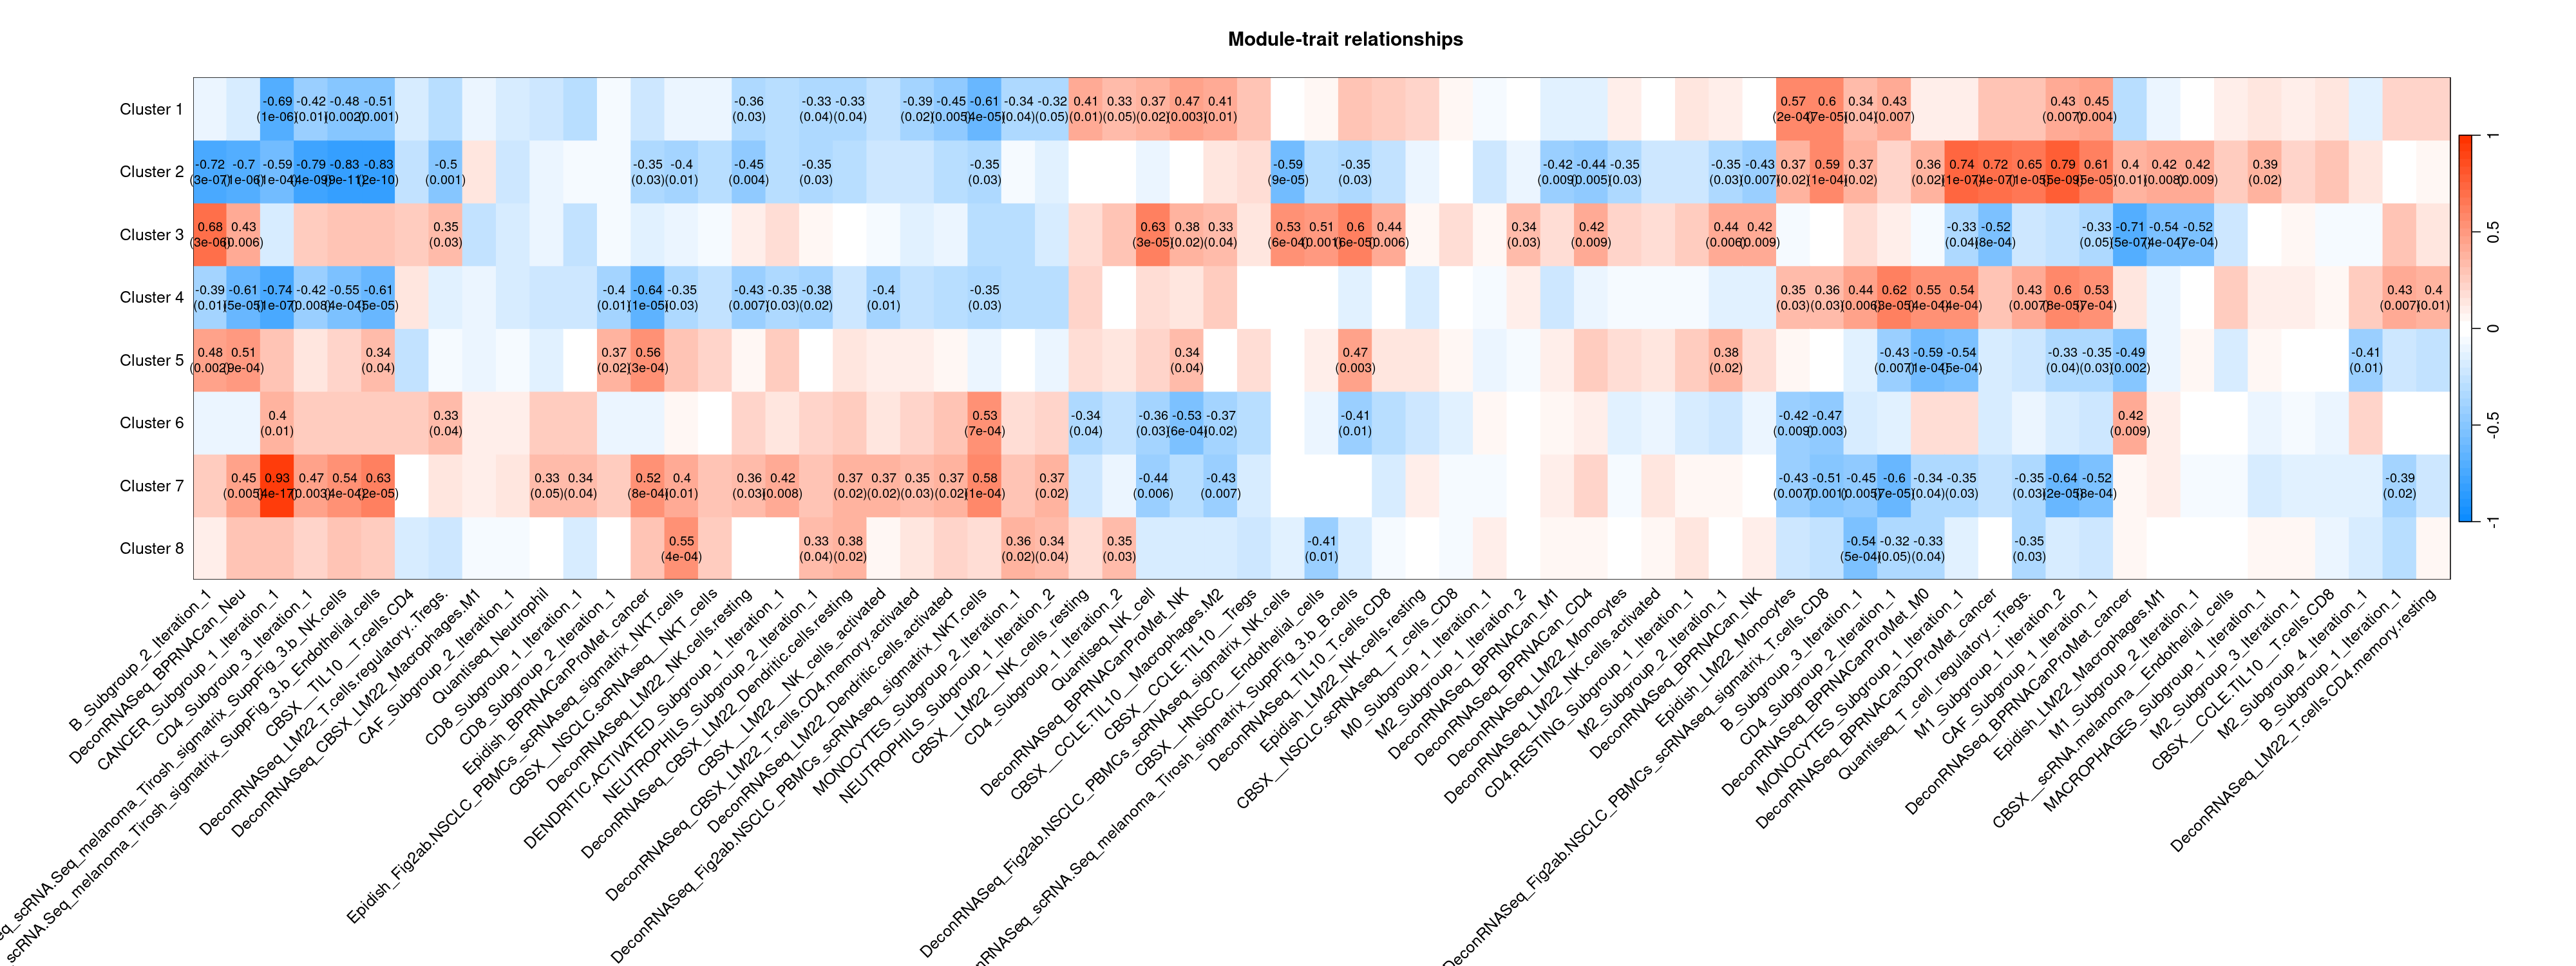 Module-trait relationships
Cluster 1
-0.69 -0.42 -0.48 -0.51 -0.36 -0.33 -0.33 -0.39 -0.45 -0.61 -0.34 -0.32 0.41 0.33 0.37 0.47 0.41 0.57 0.6 0.34 0.43 0.43 0.45
(1e-06) (0.01) (0.002) (0.001) (0.03) (0.04) (0.04) (0.02) (0.005) (4e-05) (0.04) (0.05) (0.01) (0.05) (0.02) (0.003) (0.01) (2e-04) (7e-05) (0.04) (0.007) (0.007) (0.004)
Cluster 2
-0.72 -0.7 -0.59 -0.79 -0.83 -0.83 -0.5 -0.35 -0.4 -0.45 -0.35 -0.35 -0.59 -0.35 -0.42 -0.44 -0.35 -0.35 -0.43 0.37 0.59 0.37 0.36 0.74 0.72 0.65 0.79 0.61 0.4 0.42 0.42 0.39
(3e-07) (1e-06) (1e-04) (4e-09) (9e-11) (2e-10) (0.001) (0.03) (0.01) (0.004) (0.03) (0.03) (9e-05) (0.03) (0.009) (0.005) (0.03) (0.03) (0.007) (0.02) (1e-04) (0.02) (0.02) (1e-07) (4e-07) (1e-05) (5e-09) (5e-05) (0.01) (0.008) (0.009) (0.02)
Cluster 3
0.68 0.43 0.35 0.63 0.38 0.33 0.53 0.51 0.6 0.44 0.34 0.42 0.44 0.42 -0.33 -0.52 -0.33 -0.71 -0.54 -0.52
(3e-06) (0.006) (0.03) (3e-05) (0.02) (0.04) (6e-04) (0.001) (6e-05) (0.006) (0.03) (0.009) (0.006) (0.009) (0.04) (8e-04) (0.05) (5e-07) (4e-04) (7e-04)
Cluster 4
-0.39 -0.61 -0.74 -0.42 -0.55 -0.61 -0.4 -0.64 -0.35 -0.43 -0.35 -0.38 -0.4 -0.35 0.35 0.36 0.44 0.62 0.55 0.54 0.43 0.6 0.53 0.43 0.4
(0.01) (5e-05) (1e-07) (0.008) (4e-04) (5e-05) (0.01) (1e-05) (0.03) (0.007) (0.03) (0.02) (0.01) (0.03) (0.03) (0.03) (0.006) (3e-05) (4e-04) (4e-04) (0.007) (8e-05) (7e-04) (0.007) (0.01)
Cluster 5
0.48 0.51 0.34 0.37 0.56 0.34 0.47 0.38 -0.43 -0.59 -0.54 -0.33 -0.35 -0.49 -0.41
(0.002) (9e-04) (0.04) (0.02) (3e-04) (0.04) (0.003) (0.02) (0.007) (1e-04) (5e-04) (0.04) (0.03) (0.002) (0.01)
Cluster 6
0.4 0.33 0.53 -0.34 -0.36 -0.53 -0.37 -0.41 -0.42 -0.47 0.42
(0.01) (0.04) (7e-04) (0.04) (0.03) (6e-04) (0.02) (0.01) (0.009) (0.003) (0.009)
Cluster 7
0.45 0.93 0.47 0.54 0.63 0.33 0.34 0.52 0.4 0.36 0.42 0.37 0.37 0.35 0.37 0.58 0.37 -0.44 -0.43 -0.43 -0.51 -0.45 -0.6 -0.34 -0.35 -0.35 -0.64 -0.52 -0.39
(0.005) (4e-17) (0.003) (4e-04) (2e-05) (0.05) (0.04) (8e-04) (0.01) (0.03) (0.008) (0.02) (0.02) (0.03) (0.02) (1e-04) (0.02) (0.006) (0.007) (0.007) (0.001) (0.005) (7e-05) (0.04) (0.03) (0.03) (2e-05) (8e-04) (0.02)
Cluster 8
0.55 0.33 0.38 0.36 0.34 0.35 -0.41 -0.54 -0.32 -0.33 -0.35
(4e-04) (0.04) (0.02) (0.02) (0.04) (0.03) (0.01) (5e-04) (0.05) (0.04) (0.03)
1
0.5
0
-0.5
-1
B_Subgroup_2_Iteration_1
DeconRNASeq_BPRNACan_Neu
CANCER_Subgroup_1_Iteration_1
CD4_Subgroup_3_Iteration_1
eq_scRNA.Seq_melanoma_Tirosh_sigmatrix_SuppFig_3.b_NK.cells
scRNA.Seq_melanoma_Tirosh_sigmatrix_SuppFig_3.b_Endothelial.cells
CBSX__TIL10__T.cells.CD4
DeconRNASeq_LM22_T.cells.regulatory..Tregs.
DeconRNASeq_CBSX_LM22_Macrophages.M1
CAF_Subgroup_2_Iteration_1
Quantiseq_Neutrophil
CD8_Subgroup_1_Iteration_1
CD8_Subgroup_2_Iteration_1
Epidish_BPRNACanProMet_cancer
Epidish_Fig2ab.NSCLC_PBMCs_scRNAseq_sigmatrix_NKT.cells
CBSX__NSCLC.scRNAseq__NKT_cells
DeconRNASeq_LM22_NK.cells.resting
DENDRITIC.ACTIVATED_Subgroup_1_Iteration_1
NEUTROPHILS_Subgroup_2_Iteration_1
DeconRNASeq_CBSX_LM22_Dendritic.cells.resting
CBSX__LM22__NK_cells_activated
DeconRNASeq_CBSX_LM22_T.cells.CD4.memory.activated
DeconRNASeq_LM22_Dendritic.cells.activated
DeconRNASeq_Fig2ab.NSCLC_PBMCs_scRNAseq_sigmatrix_NKT.cells
MONOCYTES_Subgroup_2_Iteration_1
NEUTROPHILS_Subgroup_1_Iteration_2
CBSX__LM22__NK_cells_resting
CD4_Subgroup_1_Iteration_2
Quantiseq_NK_cell
DeconRNASeq_BPRNACanProMet_NK
CBSX__CCLE.TIL10__Macrophages.M2
CBSX__CCLE.TIL10__Tregs
DeconRNASeq_Fig2ab.NSCLC_PBMCs_scRNAseq_sigmatrix_NK.cells
CBSX__HNSCC__Endothelial_cells
nRNASeq_scRNA.Seq_melanoma_Tirosh_sigmatrix_SuppFig_3.b_B.cells
DeconRNASeq_TIL10_T.cells.CD8
Epidish_LM22_NK.cells.resting
CBSX__NSCLC.scRNAseq__T_cells_CD8
M0_Subgroup_1_Iteration_1
M2_Subgroup_1_Iteration_2
DeconRNASeq_BPRNACan_M1
DeconRNASeq_BPRNACan_CD4
DeconRNASeq_LM22_Monocytes
DeconRNASeq_LM22_NK.cells.activated
CD4.RESTING_Subgroup_1_Iteration_1
M2_Subgroup_2_Iteration_1
DeconRNASeq_BPRNACan_NK
Epidish_LM22_Monocytes
DeconRNASeq_Fig2ab.NSCLC_PBMCs_scRNAseq_sigmatrix_T.cells.CD8
B_Subgroup_3_Iteration_1
CD4_Subgroup_2_Iteration_1
DeconRNASeq_BPRNACanProMet_M0
MONOCYTES_Subgroup_1_Iteration_1
DeconRNASeq_BPRNACan3DProMet_cancer
Quantiseq_T_cell_regulatory_Tregs.
M1_Subgroup_1_Iteration_2
CAF_Subgroup_1_Iteration_1
DeconRNASeq_BPRNACanProMet_cancer
Epidish_LM22_Macrophages.M1
M1_Subgroup_2_Iteration_1
CBSX__scRNA.melanoma__Endothelial_cells
MACROPHAGES_Subgroup_1_Iteration_1
M2_Subgroup_3_Iteration_1
CBSX__CCLE.TIL10__T.cells.CD8
M2_Subgroup_4_Iteration_1
B_Subgroup_1_Iteration_1
DeconRNASeq_LM22_T.cells.CD4.memory.resting